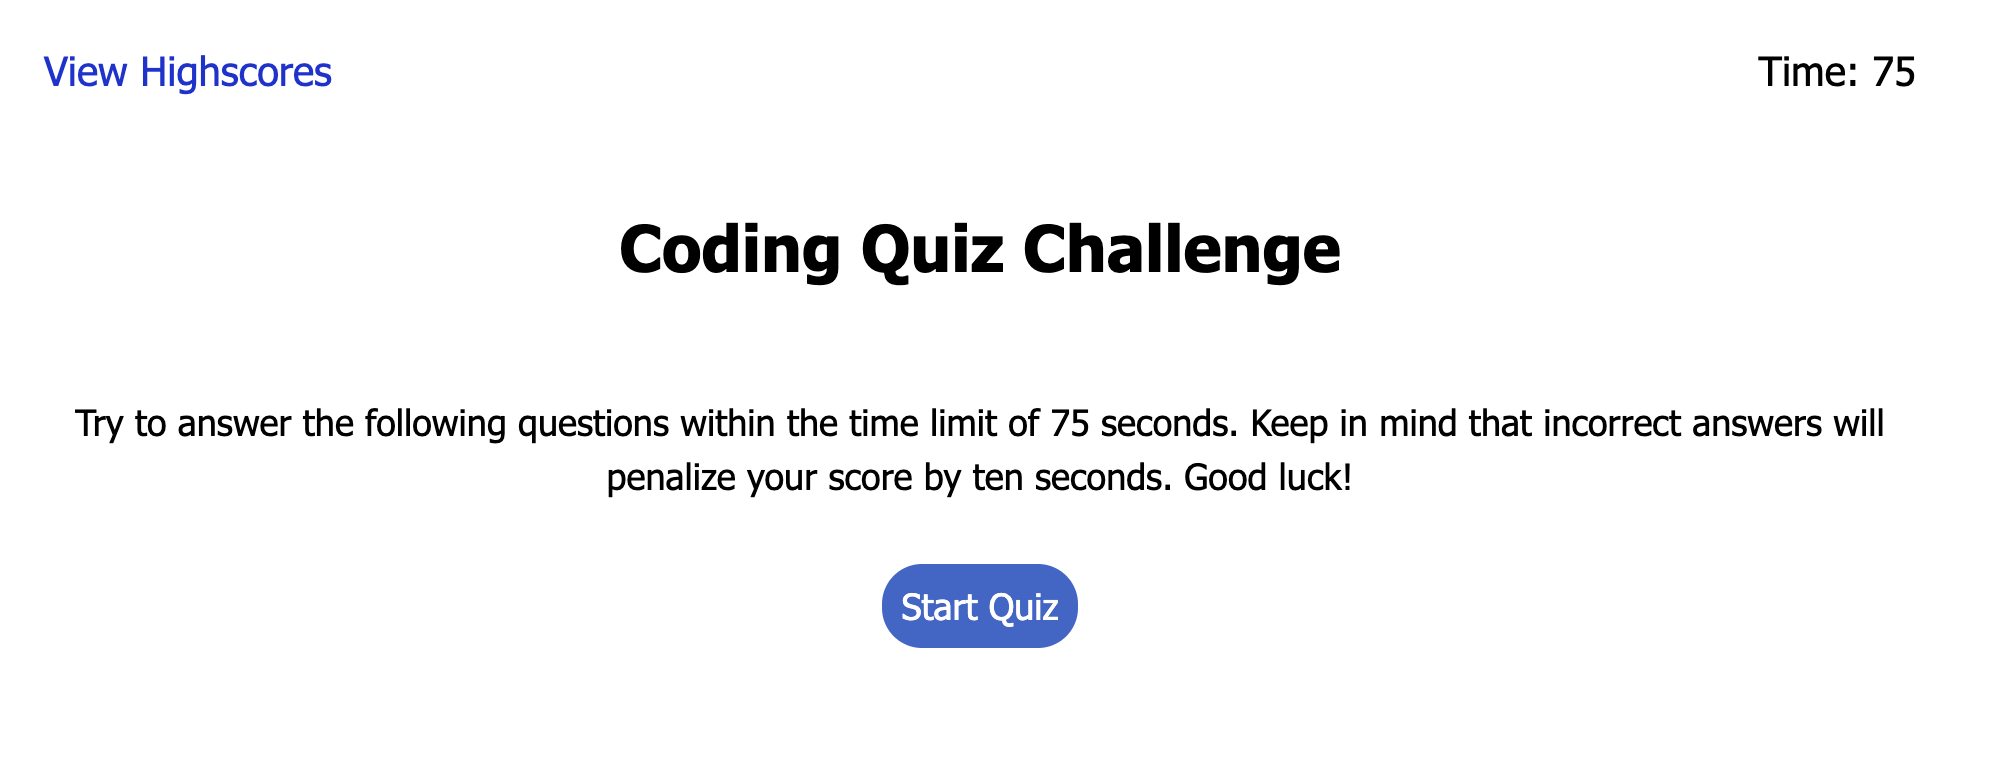 View Highscores
Time: 75
Coding Quiz Challenge
Try to answer the following questions within the time limit of 75 seconds. Keep in mind that incorrect answers will
penalize your score by ten seconds. Good luck!
Start Quiz